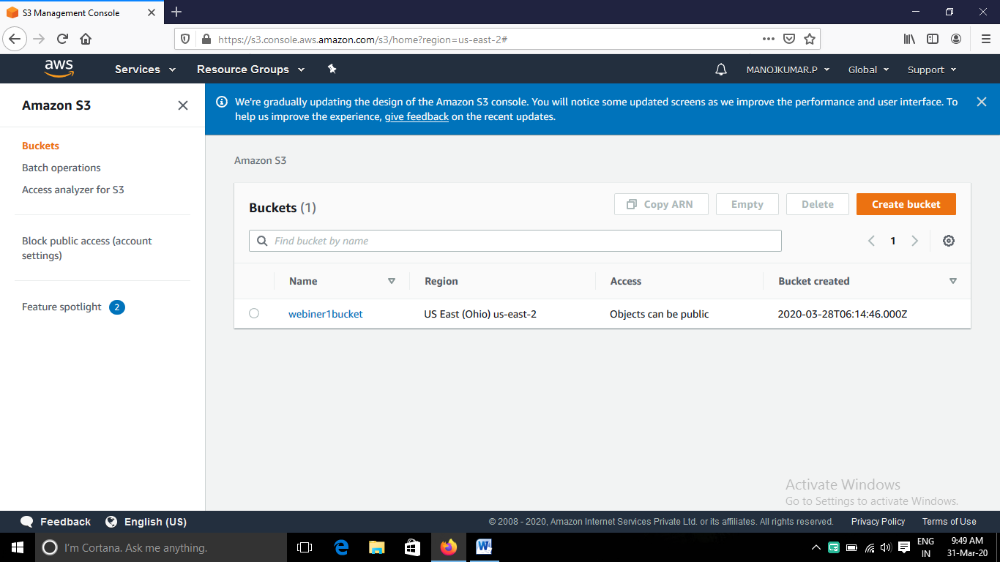 S3 Management Console
https://s3.console.aws.amazon.com/s3/home?region=us-east-2#
aws
Services
Resource Groups
MANOJKUMAR.P
Global
Support
Amazon S3
Buckets
Batch operations
Access analyzer for S3
Block public access (account
settings)
Feature spotlight 2
We're gradually updating the design of the Amazon S3 console. You will notice some updated screens as we improve the performance and user interface. To
help us improve the experience, give feedback on the recent updates.
Amazon S3
Buckets (1)
Copy ARN
Empty
Delete
Create bucket
Find bucket by name
1
Name Region Access Bucket created
webiner1bucket US East (Ohio) us-east-2 Objects can be public 2020-03-28T06:14:46.000Z
Activate Windows
Go to Settings to activate Windows.
Feedback
English (US)
© 2008 - 2020, Amazon Internet Services Private Ltd. or its affiliates. All rights reserved.
Privacy Policy
Terms of Use
I'm Cortana. Ask me anything.
ENG
IN
9:49 AM
31-Mar-20